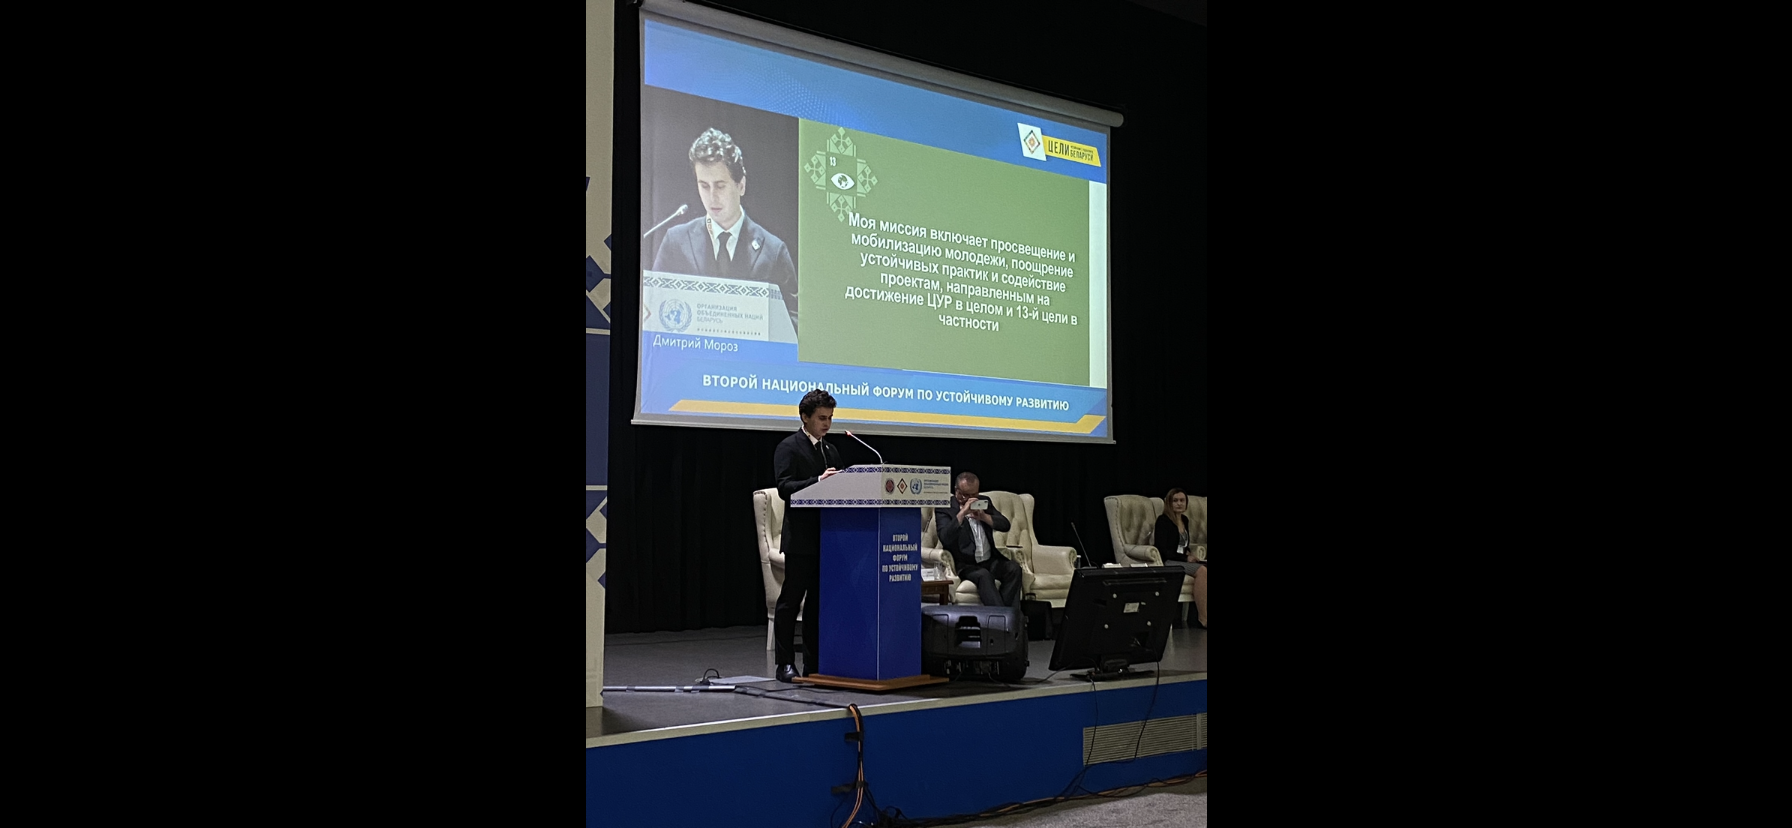 ЦЕЛИ
БЕЛАРУСИ
13
Моя миссия включает просвещение и
мобилизацию молодежи, поощрение
устойчивых практик и содействие
проектам, направленным на
достижение ЦУР в целом и 13-й цели в
частности
ОРГАНИЗАЦИЯ
ОБЪЕДИНЕННЫХ НАЦИЙ
БЕЛАРУСЬ
Дмитрий Мороз
ВТОРОЙ НАЦИОНАЛЬНЫЙ ФОРУМ ПО УСТОЙЧИВОМУ РАЗВИТИЮ
ВТОРОЙ
НАЦИОНАЛЬНЫЙ
ФОРУМ
ПО УСТОЙЧИВОМУ
РАЗВИТИЮ